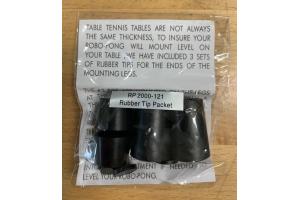 TABLE TENNIS TABLES ARE NOT ALWAYS
THE SAME THICKNESS, TO INSURE YOUR
ROBO-PONG WILL MOUNT LEVEL ON
YOUR TABLE, WE HAVE INCLUDED 3 SETS
OF RUBBER TIPS FOR THE ENDS OF THE
MOUNTING LEGS.
RP 2000-121
Rubber Tip Packet
IF NEEDED
LEVEL YOUR ROBO-PONG.